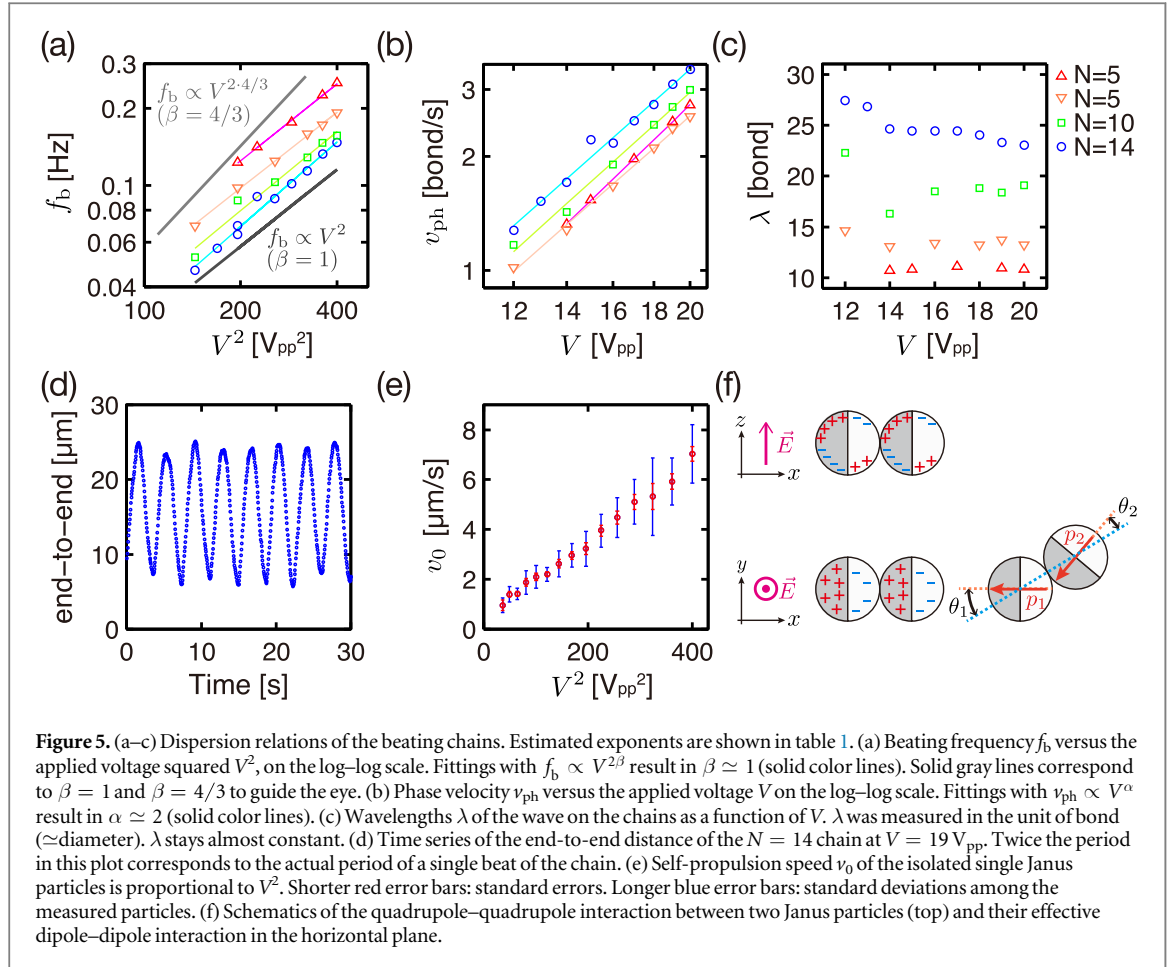 (a)
0.3
0.1
0.08
0.06
0.04
f_b [Hz]
f_b ∝ V^{2·4/3}
(β = 4/3)
f_b ∝ V^2
(β = 1)
100 200 400
V^2 [Vpp^2]
(b)
3
2
1
v_ph [bond/s]
12 14 16 18 20
V [Vpp]
(c)
30
25
20
15
10
λ [bond]
12 14 16 18 20
V [Vpp]
N=5
N=5
N=10
N=14
(d)
30
20
10
0
end−to−end [μm]
0 10 20 30
Time [s]
(e)
8
6
4
2
0
v_0 [μm/s]
0 200 400
V^2 [Vpp^2]
(f)
z
x
E⃗
+ + + +
− − − −
− −
+ +
+ + + +
− − − −
− −
+ +
y
x
E⃗
θ_1
θ_2
p_1
p_2
Figure 5. (a–c) Dispersion relations of the beating chains. Estimated exponents are shown in table 1. (a) Beating frequency f_b versus the
applied voltage squared V^2, on the log–log scale. Fittings with f_b ∝ V^{2β} result in β ≃ 1 (solid color lines). Solid gray lines correspond
to β = 1 and β = 4/3 to guide the eye. (b) Phase velocity v_ph versus the applied voltage V on the log–log scale. Fittings with v_ph ∝ V^α
result in α ≃ 2 (solid color lines). (c) Wavelengths λ of the wave on the chains as a function of V. λ was measured in the unit of bond
(≃diameter). λ stays almost constant. (d) Time series of the end-to-end distance of the N = 14 chain at V = 19 V_pp. Twice the period
in this plot corresponds to the actual period of a single beat of the chain. (e) Self-propulsion speed v_0 of the isolated single Janus
particles is proportional to V^2. Shorter red error bars: standard errors. Longer blue error bars: standard deviations among the
measured particles. (f) Schematics of the quadrupole–quadrupole interaction between two Janus particles (top) and their effective
dipole–dipole interaction in the horizontal plane.